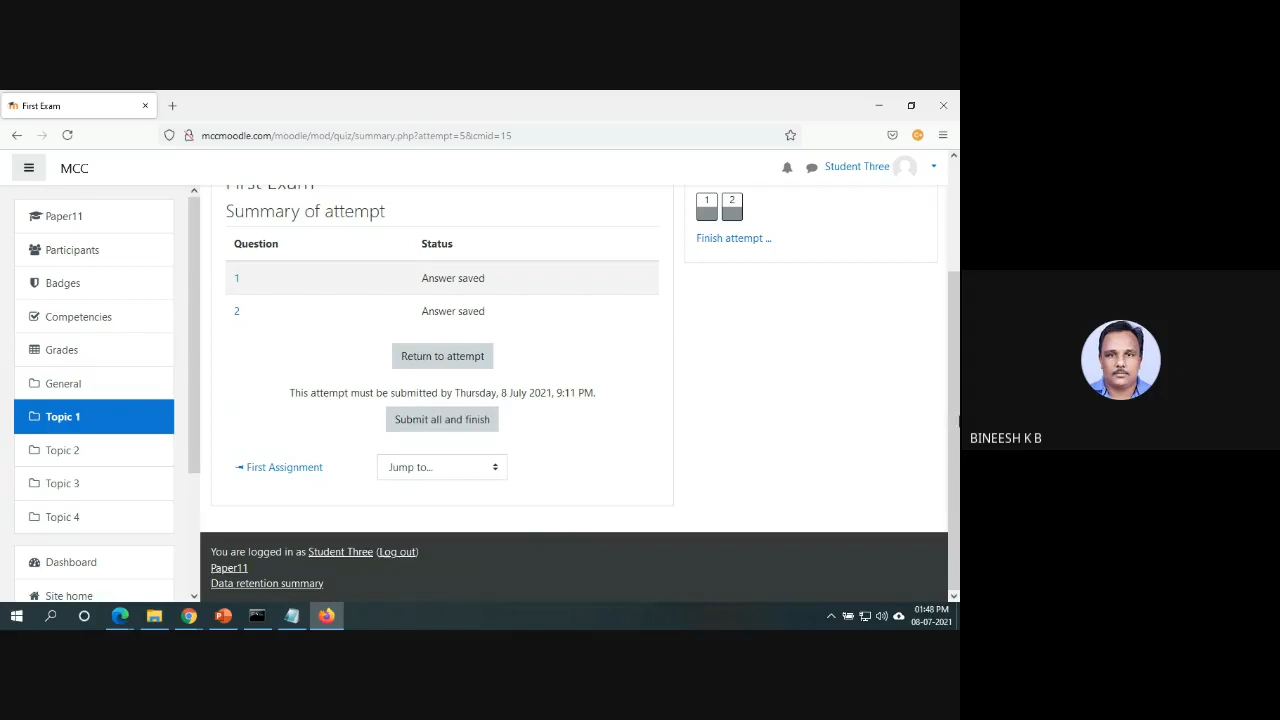 First Exam
mccmoodle.com/moodle/mod/quiz/summary.php?attempt=5&cmid=15
MCC
Student Three
Paper11
Participants
Badges
Competencies
Grades
General
Topic 1
Topic 2
Topic 3
Topic 4
Dashboard
Site home
First Exam
Summary of attempt
Question Status
1 Answer saved
2 Answer saved
Return to attempt
This attempt must be submitted by Thursday, 8 July 2021, 9:11 PM.
Submit all and finish
First Assignment
Jump to...
1 2
Finish attempt ...
You are logged in as Student Three (Log out)
Paper11
Data retention summary
01:48 PM
08-07-2021
BINEESH K B